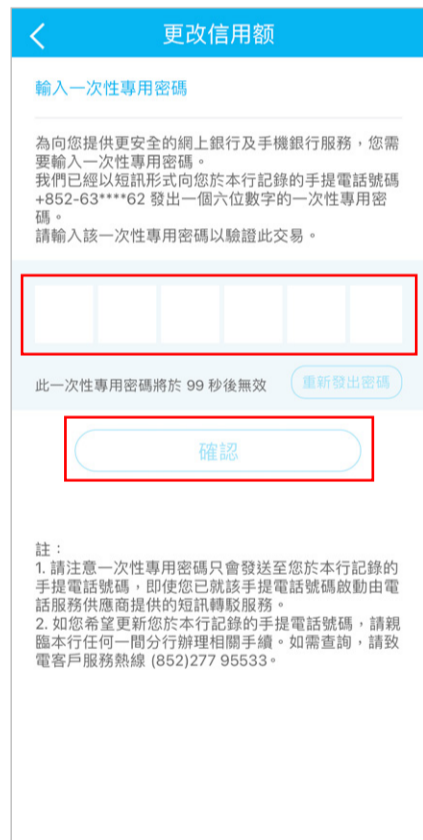 更改信用额
輸入一次性專用密碼
為向您提供更安全的網上銀行及手機銀行服務，您需
要輸入一次性專用密碼。
我們已經以短訊形式向您於本行記錄的手提電話號碼
+852-63****62 發出一個六位數字的一次性專用密
碼。
請輸入該一次性專用密碼以驗證此交易。
此一次性專用密碼將於 99 秒後無效
重新發出密碼
確認
註：
1. 請注意一次性專用密碼只會發送至您於本行記錄的
手提電話號碼，即使您已就該手提電話號碼啟動由電
話服務供應商提供的短訊轉駁服務。
2. 如您希望更新您於本行記錄的手提電話號碼，請親
臨本行任何一間分行辦理相關手續。如需查詢，請致
電客戶服務熱線 (852)277 95533。